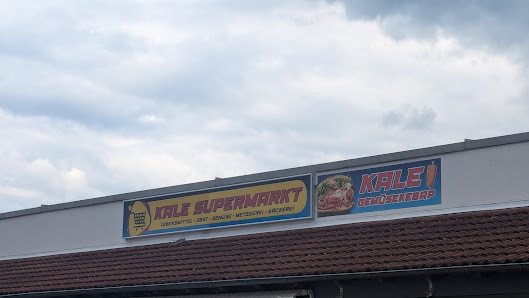 KALE SUPERMARKT
LEBENSMITTEL · OBST · GEMÜSE · METZGEREI · BÄCKEREI
KALE
GEMÜSEKEBAP